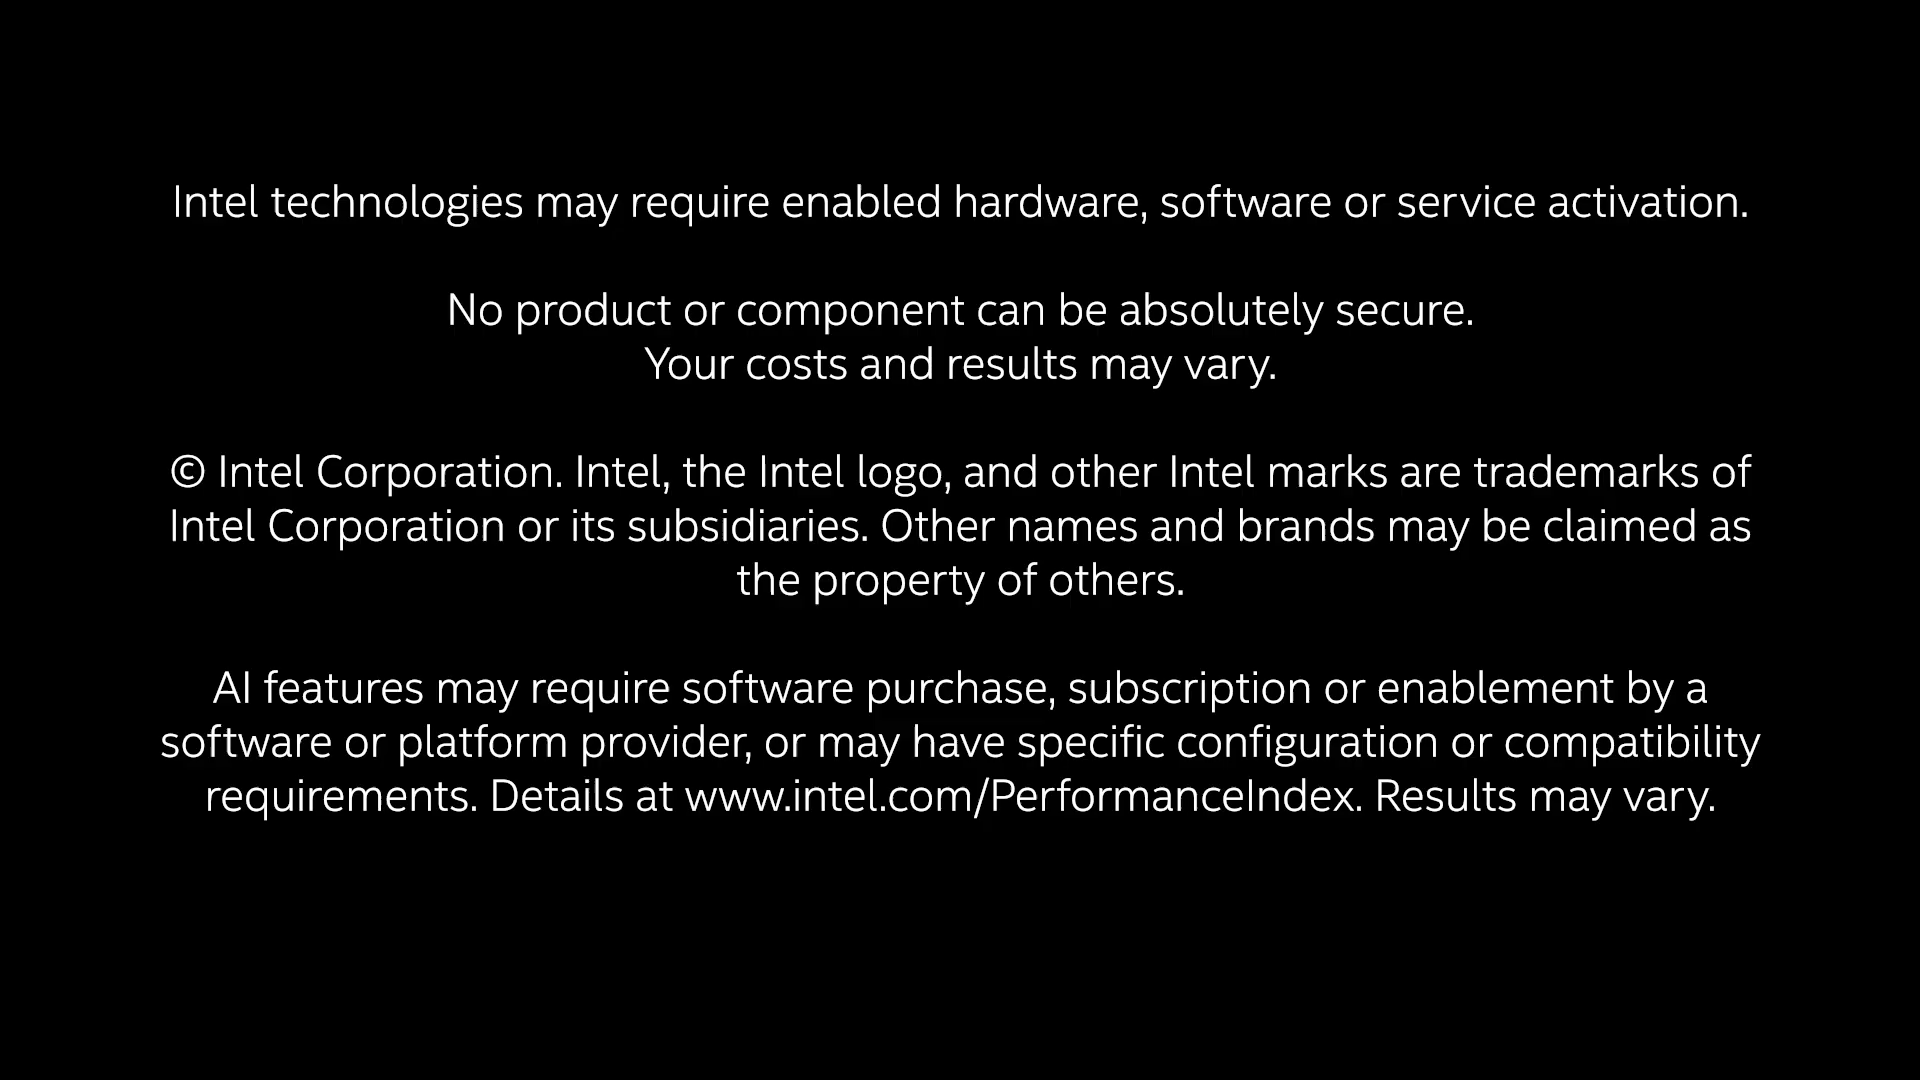 Intel technologies may require enabled hardware, software or service activation.
No product or component can be absolutely secure.
Your costs and results may vary.
© Intel Corporation. Intel, the Intel logo, and other Intel marks are trademarks of
Intel Corporation or its subsidiaries. Other names and brands may be claimed as
the property of others.
AI features may require software purchase, subscription or enablement by a
software or platform provider, or may have specific configuration or compatibility
requirements. Details at www.intel.com/PerformanceIndex. Results may vary.